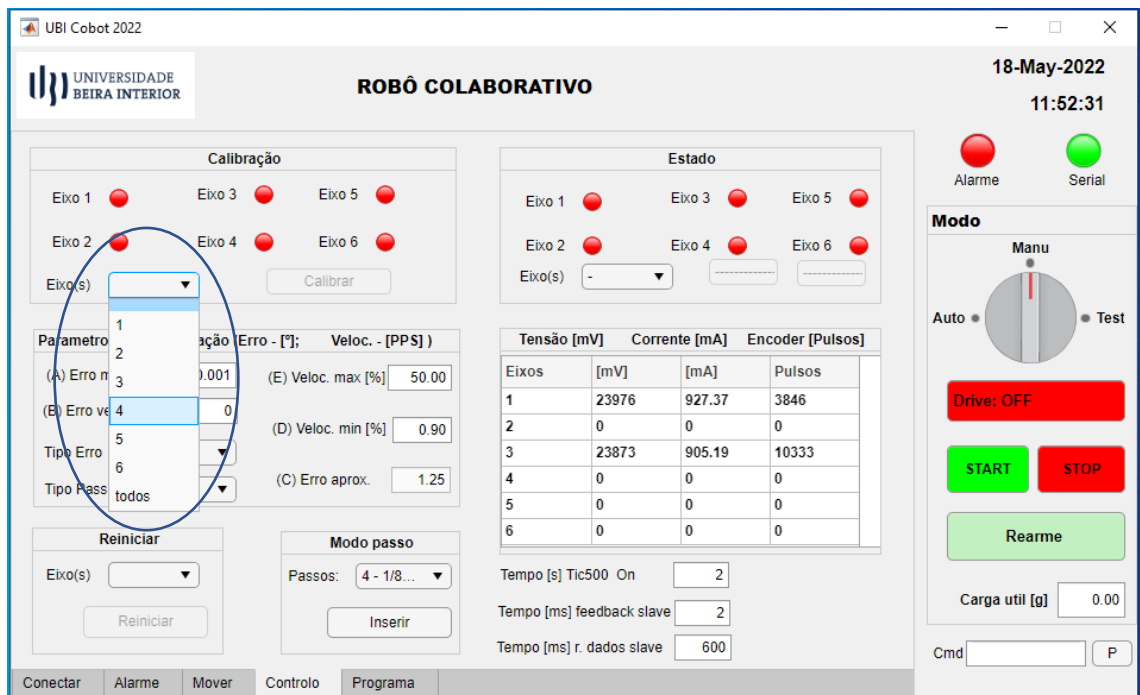 UBI Cobot 2022
UNIVERSIDADE
BEIRA INTERIOR
ROBÔ COLABORATIVO
18-May-2022
11:52:31
Alarme Serial
Calibração
Eixo 1 Eixo 3 Eixo 5
Eixo 2 Eixo 4 Eixo 6
Eixo(s) Calibrar
1
2
3
4
5
6
todos
Estado
Eixo 1 Eixo 3 Eixo 5
Eixo 2 Eixo 4 Eixo 6
Eixo(s) - ------------- -------------
Parametro ação (Erro - [º]; Veloc. - [PPS] )
(A) Erro m 0.001 (E) Veloc. max [%] 50.00
(B) Erro ve 0
(D) Veloc. min [%] 0.90
Tipo Erro
(C) Erro aprox. 1.25
Tipo Pass
Tensão [mV] Corrente [mA] Encoder [Pulsos]
Eixos [mV] [mA] Pulsos
1 23976 927.37 3846
2 0 0 0
3 23873 905.19 10333
4 0 0 0
5 0 0 0
6 0 0 0
Reiniciar
Eixo(s)
Reiniciar
Modo passo
Passos: 4 - 1/8...
Inserir
Tempo [s] Tic500 On 2
Tempo [ms] feedback slave 2
Tempo [ms] r. dados slave 600
Modo
Manu
Auto Test
Drive: OFF
START STOP
Rearme
Carga util [g] 0.00
Cmd P
Conectar Alarme Mover Controlo Programa